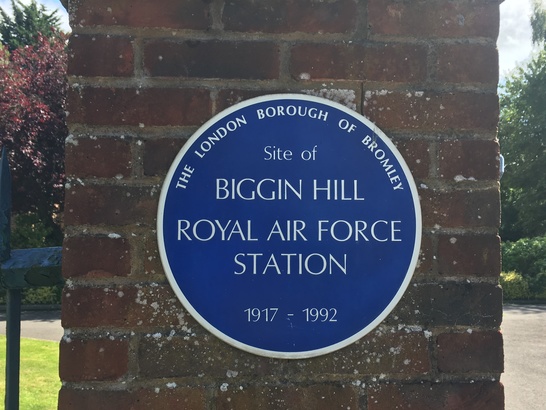 THE LONDON BOROUGH OF BROMLEY
Site of
BIGGIN HILL
ROYAL AIR FORCE
STATION
1917 - 1992